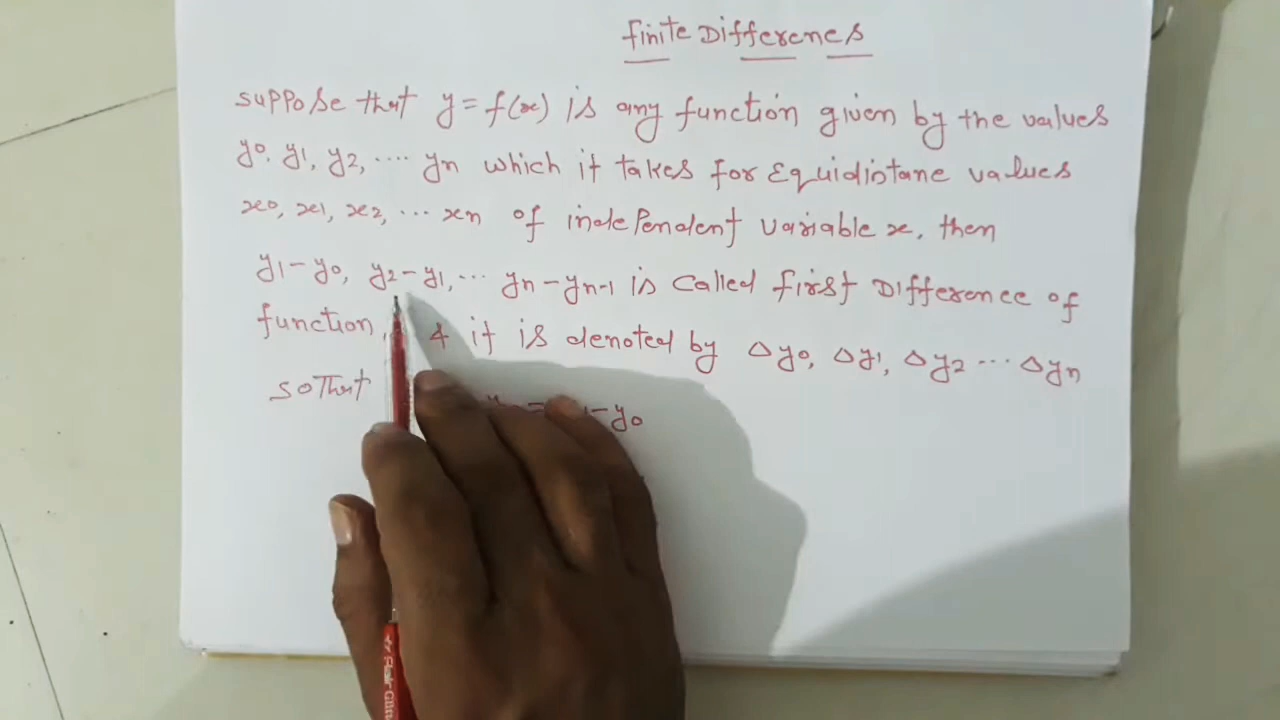 finite Differenes
suppose that y = f(x) is any function given by the values
y0, y1, y2, .... yn which it takes for Equidistane values
x0, x1, x2, ... xn of independent variable x, then
y1 - y0, y2 - y1, ... yn - yn-1 is called first Difference of
function, & it is denoted by Δy0, Δy1, Δy2 ... Δyn
so That - y0